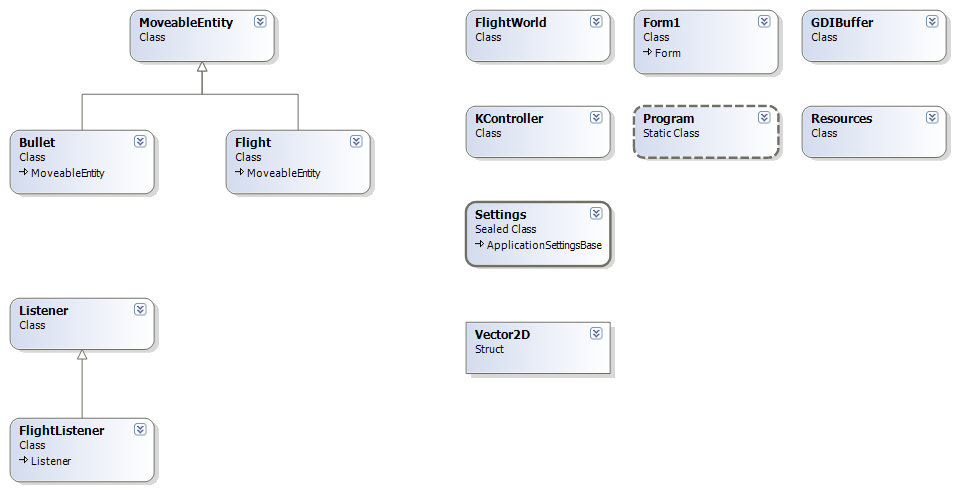 MoveableEntity
Class
Bullet
Class
MoveableEntity
Flight
Class
MoveableEntity
Listener
Class
FlightListener
Class
Listener
FlightWorld
Class
Form1
Class
Form
GDIBuffer
Class
KController
Class
Program
Static Class
Resources
Class
Settings
Sealed Class
ApplicationSettingsBase
Vector2D
Struct